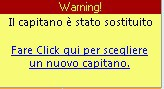 Warning!
Il capitano è stato sostituito
Fare Click qui per scegliere
un nuovo capitano.